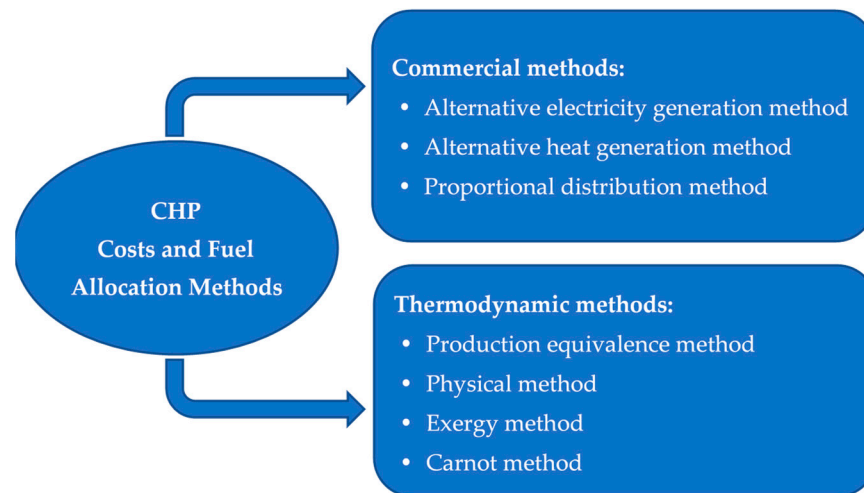 CHP
Costs and Fuel
Allocation Methods
Commercial methods:
• Alternative electricity generation method
• Alternative heat generation method
• Proportional distribution method
Thermodynamic methods:
• Production equivalence method
• Physical method
• Exergy method
• Carnot method